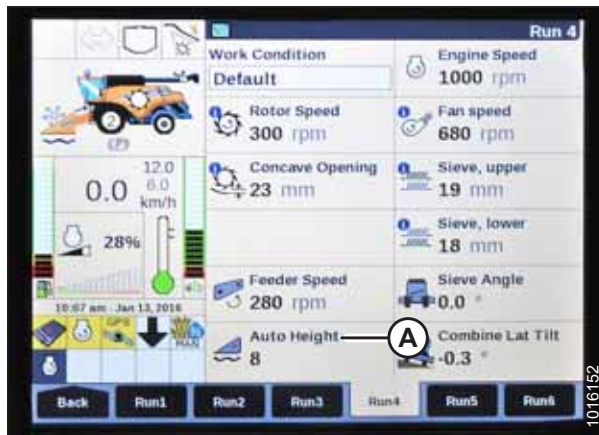 Run 4
Work Condition
Default
Engine Speed
1000 rpm
Rotor Speed
300 rpm
Fan speed
680 rpm
Concave Opening
23 mm
Sieve, upper
19 mm
Sieve, lower
18 mm
Feeder Speed
280 rpm
Sieve Angle
0.0 °
Auto Height
8
A
Combine Lat Tilt
-0.3 °
2
(P)
0.0
12.0
6.0
km/h
28%
10:07 am - Jan 13, 2016
GPS
MAN
Back
Run1
Run2
Run3
Run4
Run5
Run6
1016152